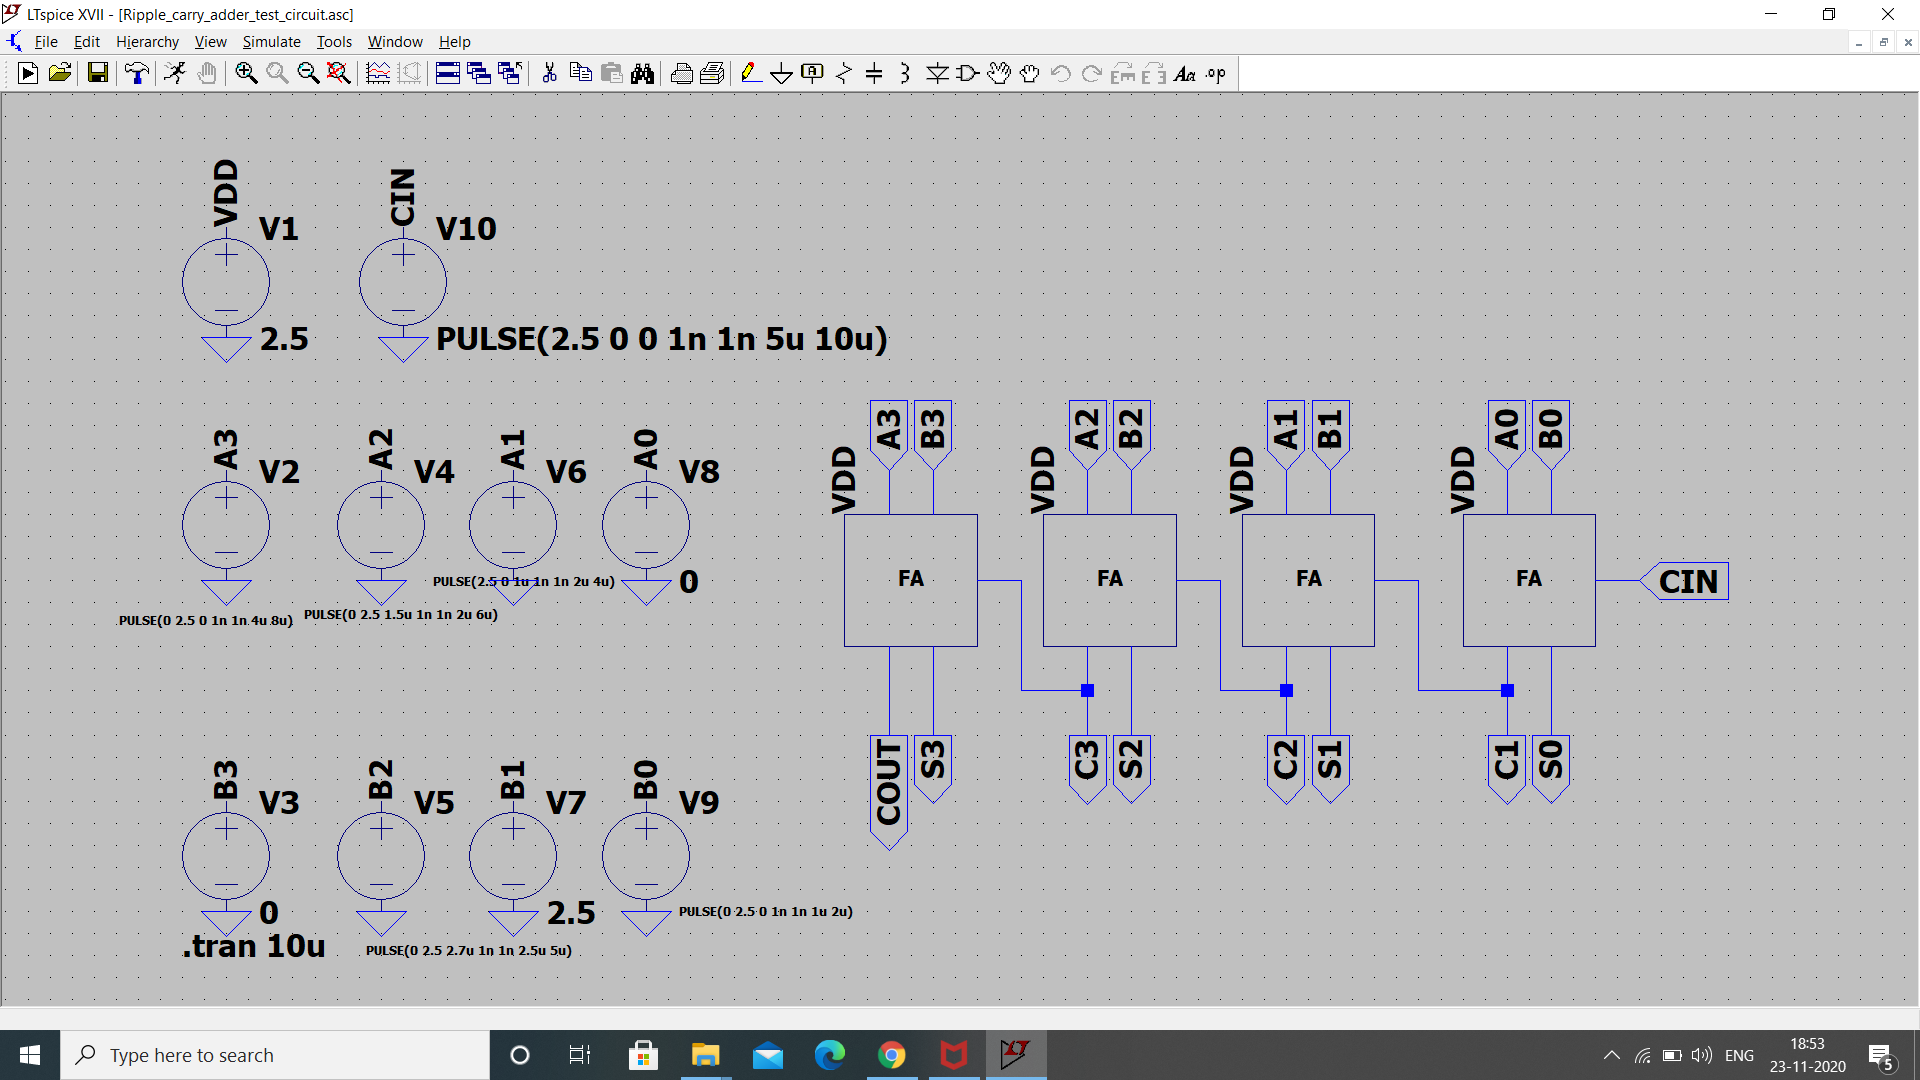 LTspice XVII - [Ripple_carry_adder_test_circuit.asc]
File Edit Hierarchy View Simulate Tools Window Help
A
Aa .op
VDD CIN
V1 V10
2.5 PULSE(2.5 0 0 1n 1n 5u 10u)
A3 A2 A1 A0
V2 V4 V6 V8
PULSE(2.5 0 1u 1n 1n 2u 4u) 0
PULSE(0 2.5 0 1n 1n 4u 8u) PULSE(0 2.5 1.5u 1n 1n 2u 6u)
B3 B2 B1 B0
V3 V5 V7 V9
0 2.5 PULSE(0 2.5 0 1n 1n 1u 2u)
.tran 10u PULSE(0 2.5 2.7u 1n 1n 2.5u 5u)
A3 B3 A2 B2 A1 B1 A0 B0
VDD VDD VDD VDD
FA FA FA FA CIN
COUT S3 C3 S2 C2 S1 C1 S0
Type here to search
LT
ENG
18:53
23-11-2020
5